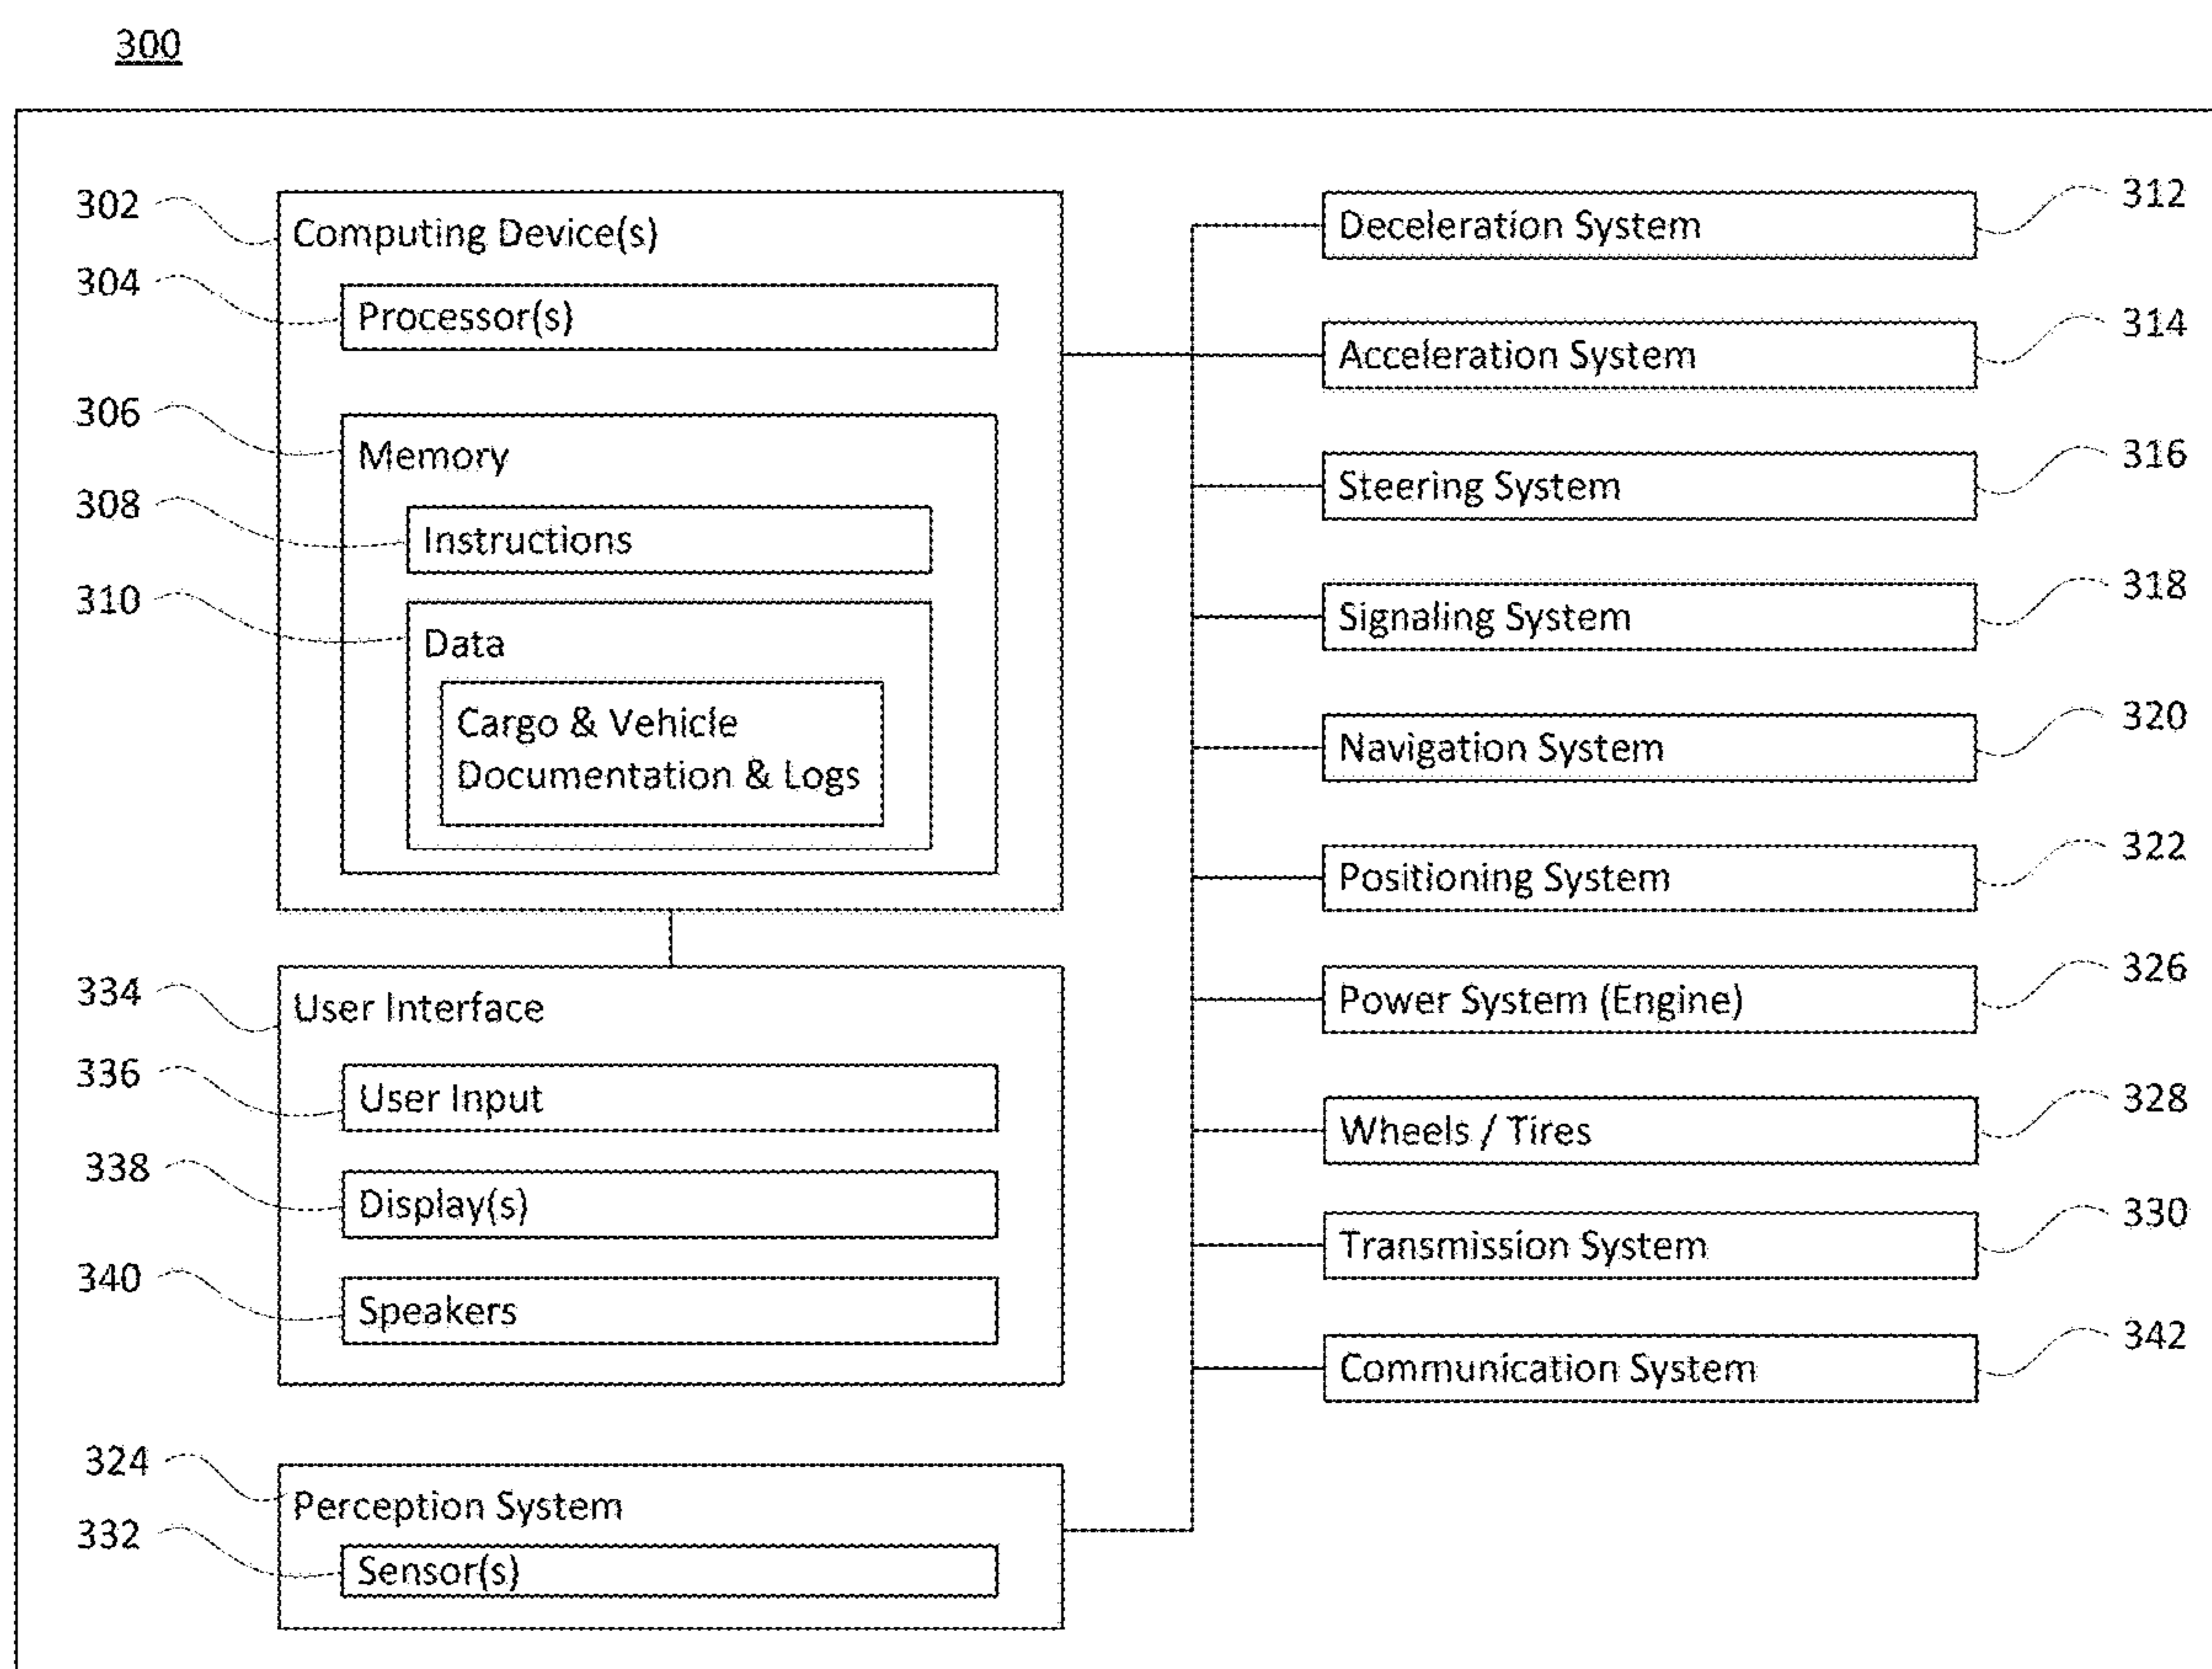 300
302
Computing Device(s)
304
Processor(s)
306
Memory
308
Instructions
310
Data
Cargo & Vehicle
Documentation & Logs
334
User Interface
336
User Input
338
Display(s)
340
Speakers
324
Perception System
332
Sensor(s)
Deceleration System
312
Acceleration System
314
Steering System
316
Signaling System
318
Navigation System
320
Positioning System
322
Power System (Engine)
326
Wheels / Tires
328
Transmission System
330
Communication System
342